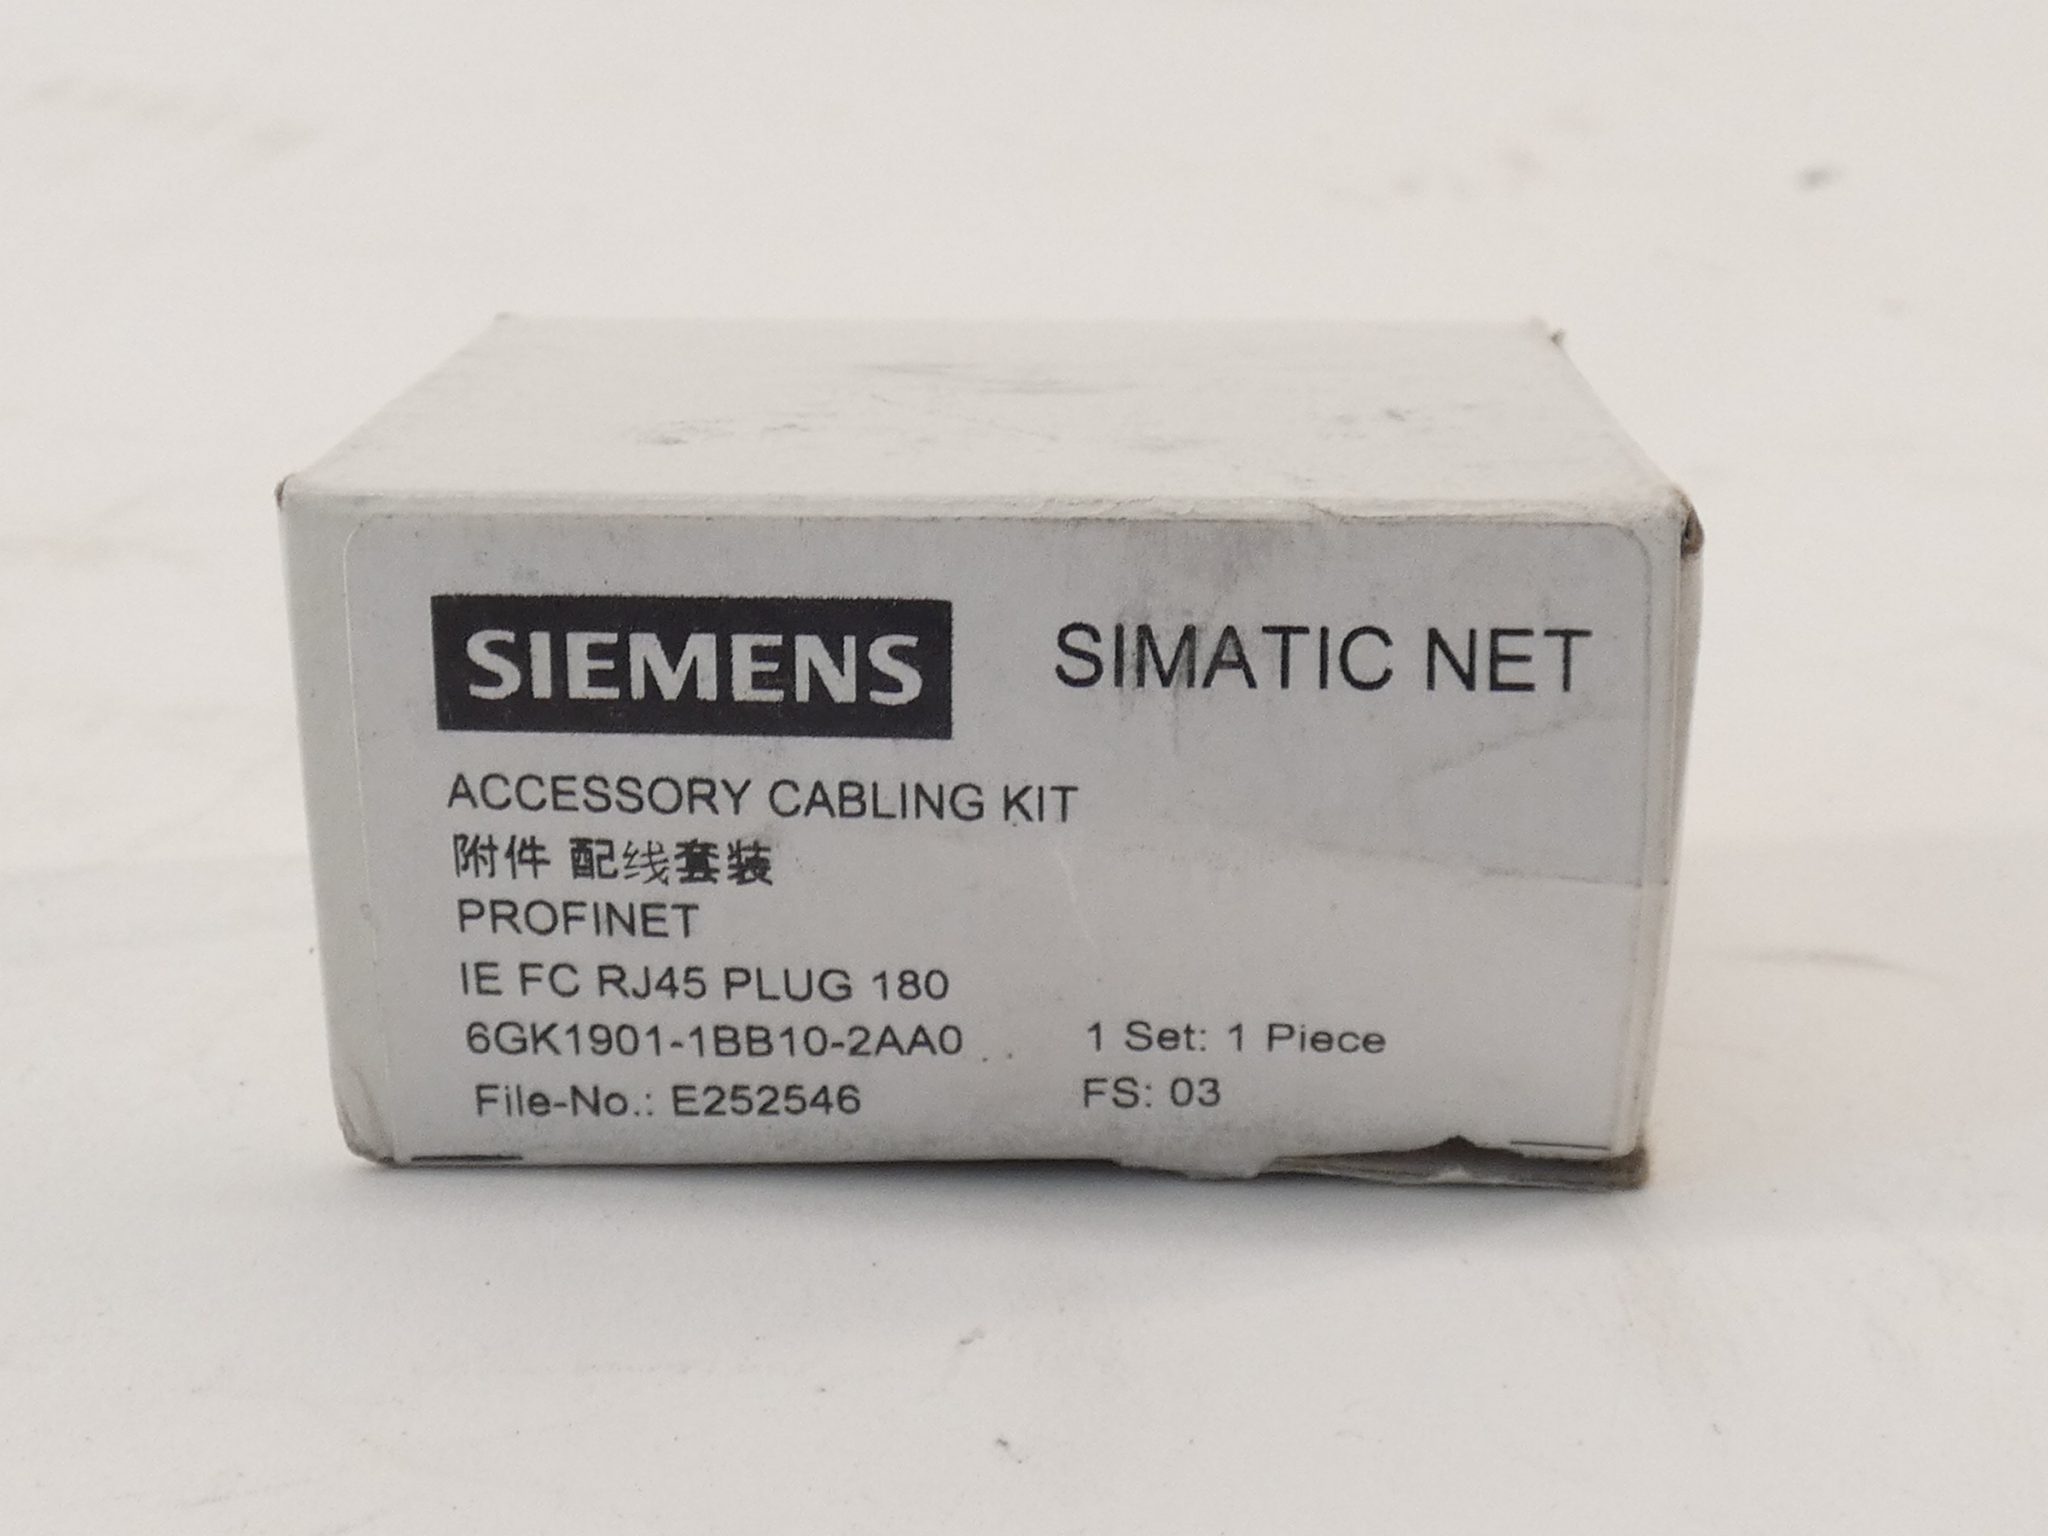 SIEMENS SIMATIC NET
ACCESSORY CABLING KIT
附件 配线套装
PROFINET
IE FC RJ45 PLUG 180
6GK1901-1BB10-2AA0 1 Set: 1 Piece
File-No.: E252546 FS: 03